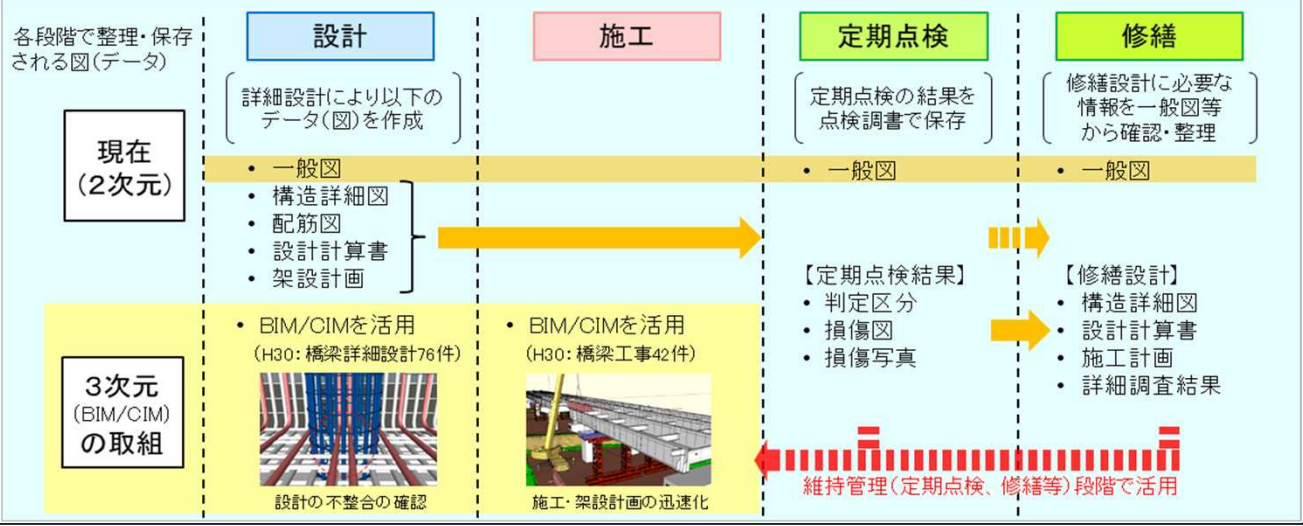 各段階で整理・保存
される図(データ)
設計
施工
定期点検
修繕
現在
(2次元)
詳細設計により以下の
データ(図)を作成
定期点検の結果を
点検調書で保存
修繕設計に必要な
情報を一般図等
から確認・整理
• 一般図
• 構造詳細図
• 配筋図
• 設計計算書
• 架設計画
• 一般図
• 一般図
【定期点検結果】
• 判定区分
• 損傷図
• 損傷写真
【修繕設計】
• 構造詳細図
• 設計計算書
• 施工計画
• 詳細調査結果
3次元
(BIM/CIM)
の取組
• BIM/CIMを活用
(H30:橋梁詳細設計76件)
設計の不整合の確認
• BIM/CIMを活用
(H30:橋梁工事42件)
施工・架設計画の迅速化
維持管理(定期点検、修繕等)段階で活用